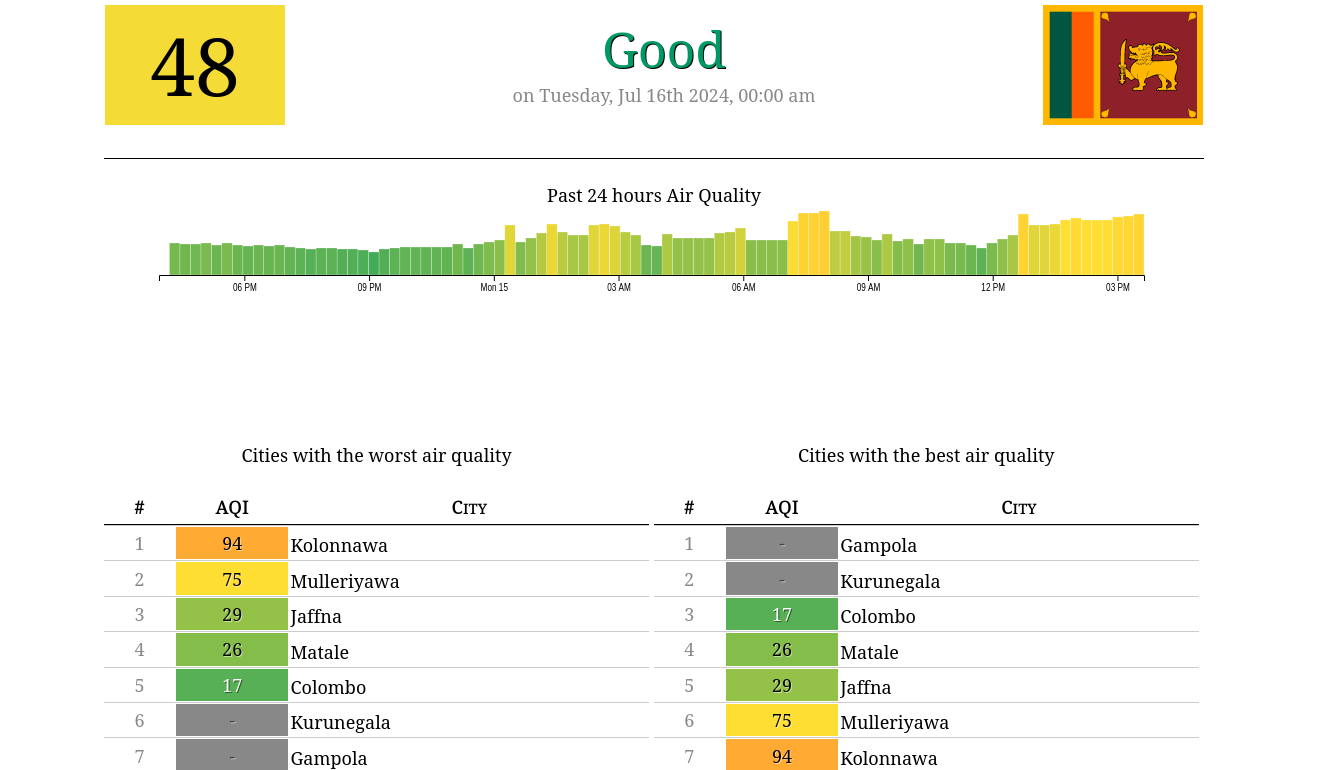 48
Good
on Tuesday, Jul 16th 2024, 00:00 am
Past 24 hours Air Quality
06 PM 09 PM Mon 15 03 AM 06 AM 09 AM 12 PM 03 PM
Cities with the worst air quality
# AQI City
1 94 Kolonnawa
2 75 Mulleriyawa
3 29 Jaffna
4 26 Matale
5 17 Colombo
6 - Kurunegala
7 - Gampola
Cities with the best air quality
# AQI City
1 - Gampola
2 - Kurunegala
3 17 Colombo
4 26 Matale
5 29 Jaffna
6 75 Mulleriyawa
7 94 Kolonnawa